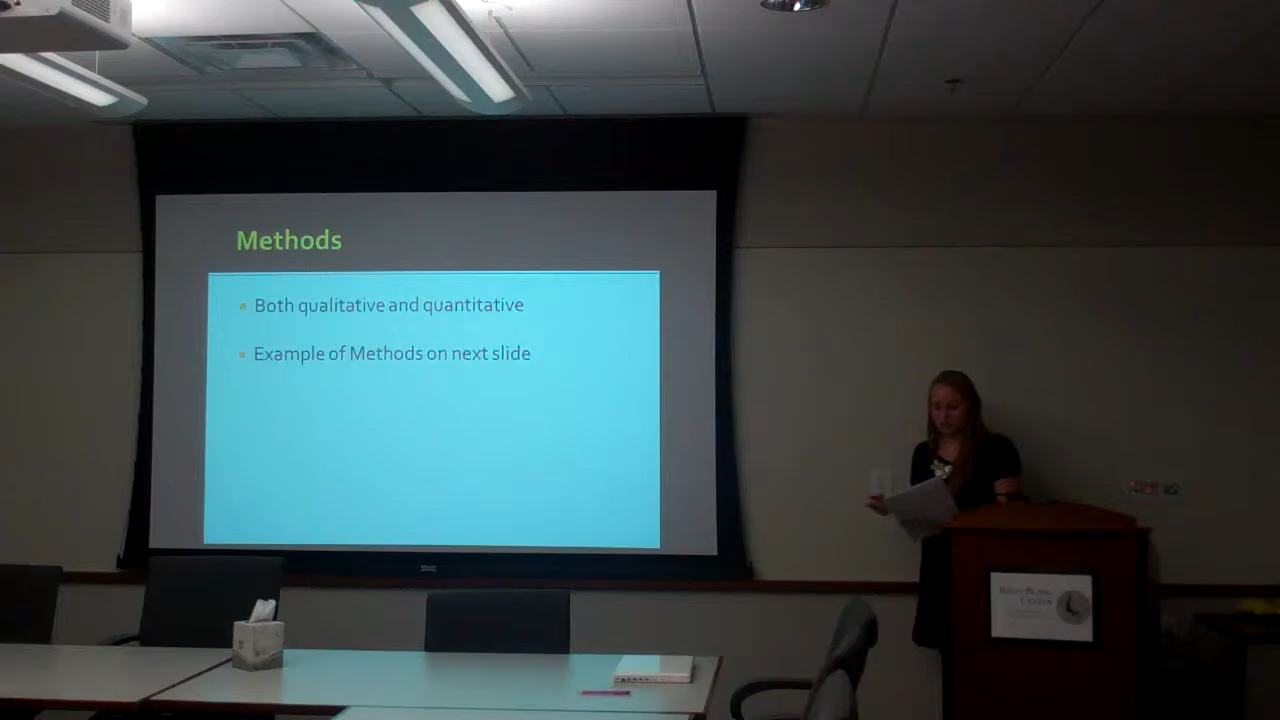 Methods
Both qualitative and quantitative
Example of Methods on next slide